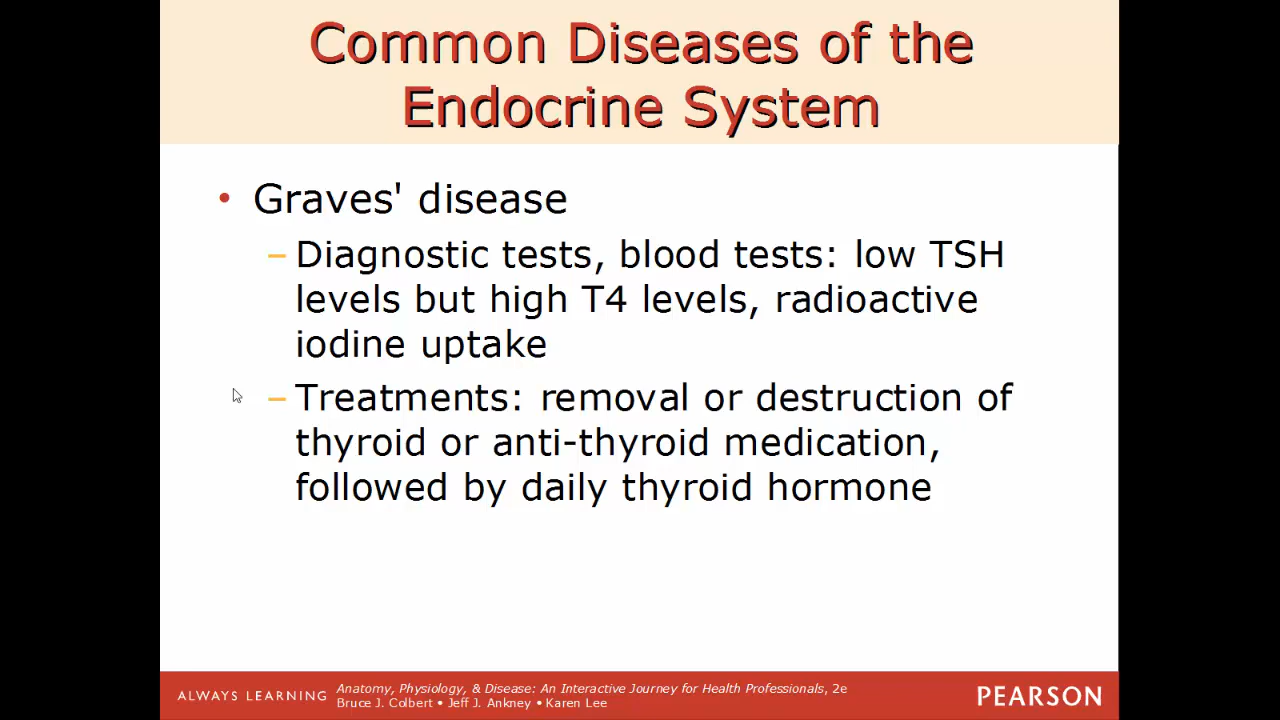 Common Diseases of the
Endocrine System
• Graves' disease
– Diagnostic tests, blood tests: low TSH
levels but high T4 levels, radioactive
iodine uptake
– Treatments: removal or destruction of
thyroid or anti-thyroid medication,
followed by daily thyroid hormone
ALWAYS LEARNING
Anatomy, Physiology, & Disease: An Interactive Journey for Health Professionals, 2e
Bruce J. Colbert • Jeff J. Ankney • Karen Lee
PEARSON